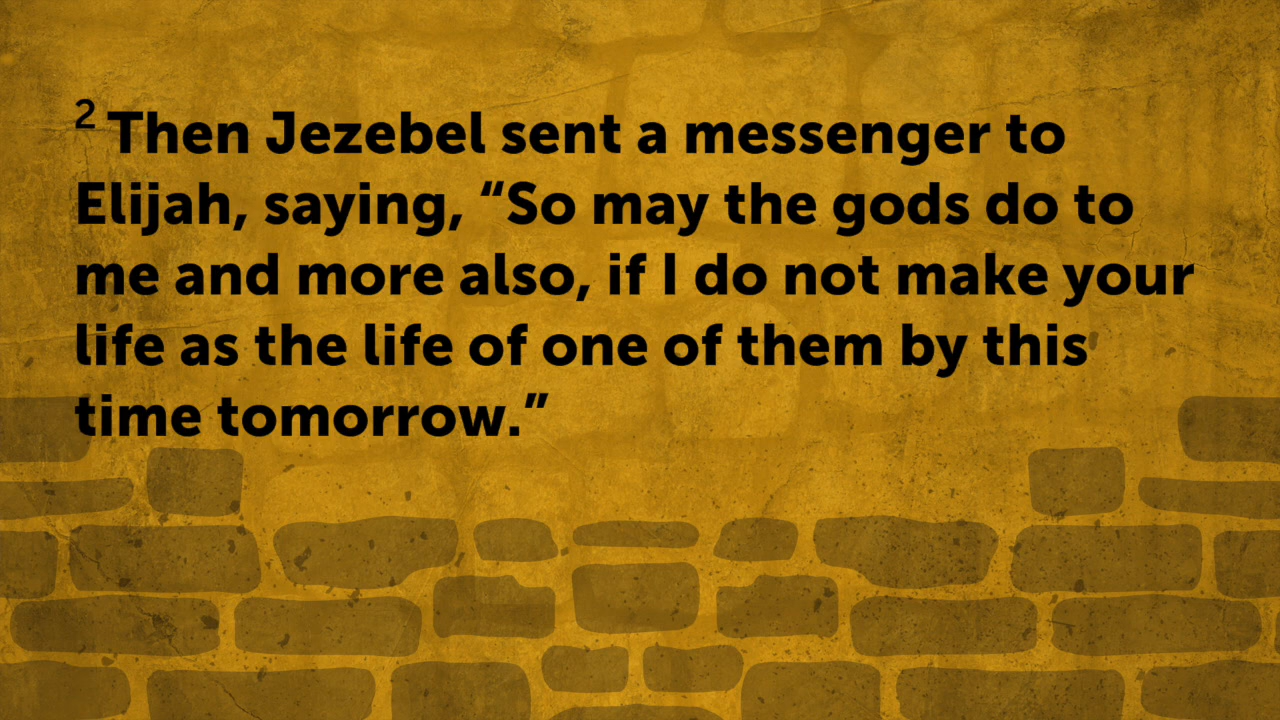 2 Then Jezebel sent a messenger to
Elijah, saying, “So may the gods do to
me and more also, if I do not make your
life as the life of one of them by this
time tomorrow.”